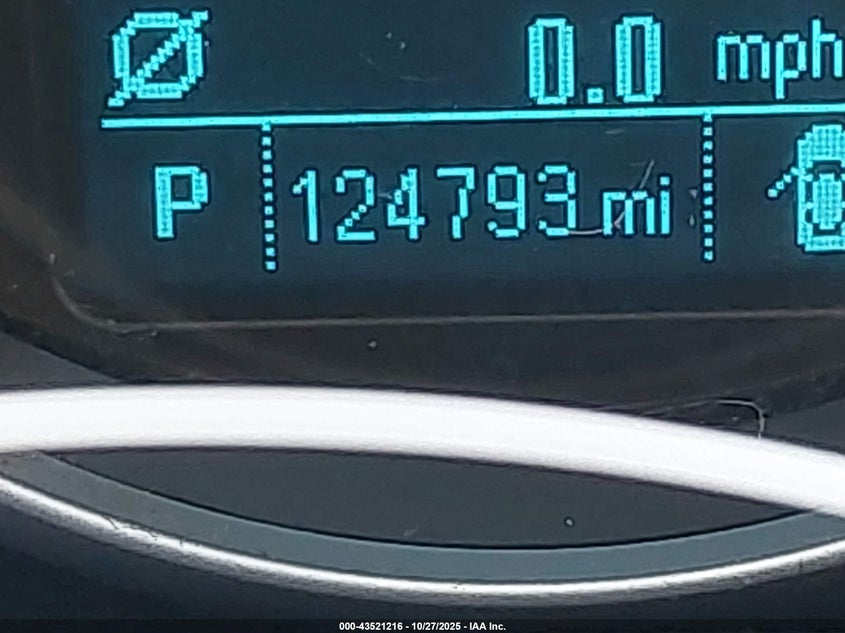 Ø 0.0 mph
P 124793 mi
000-43521216 - 10/27/2025 - IAA Inc.